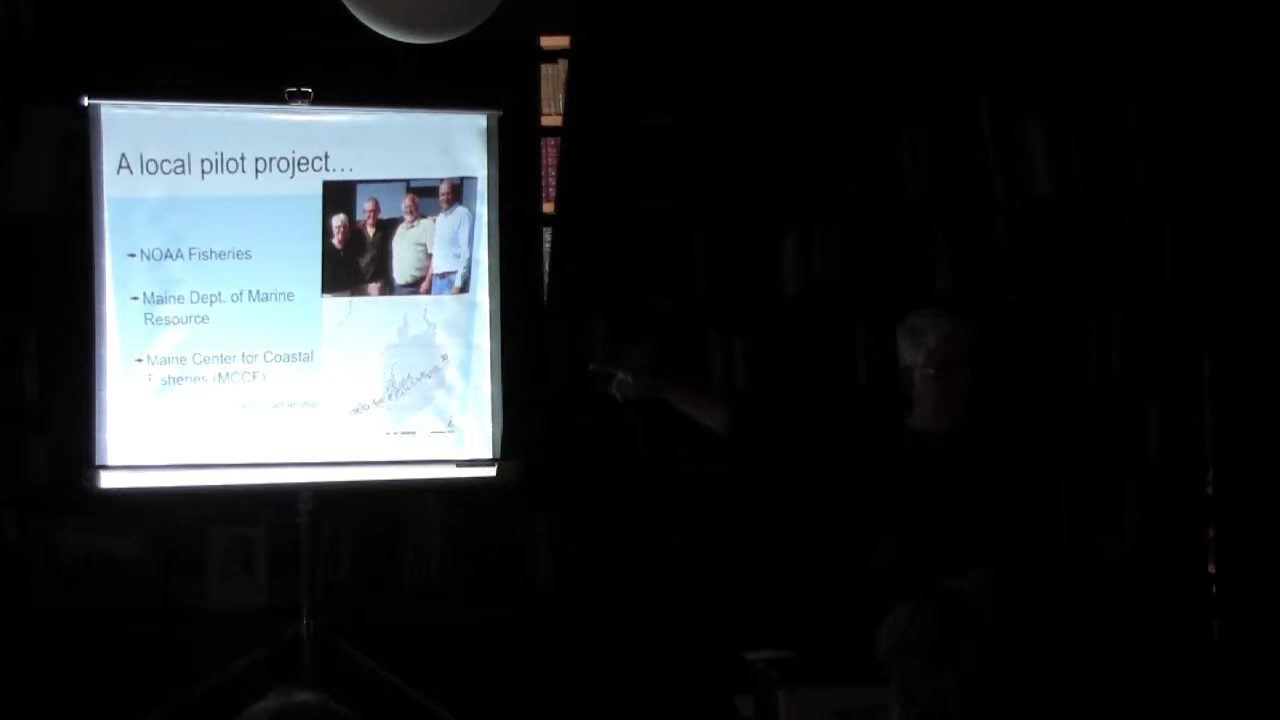 A local pilot project...
NOAA Fisheries
Maine Dept. of Marine
Resource
Maine Center for Coastal
Fisheries (MCCF)